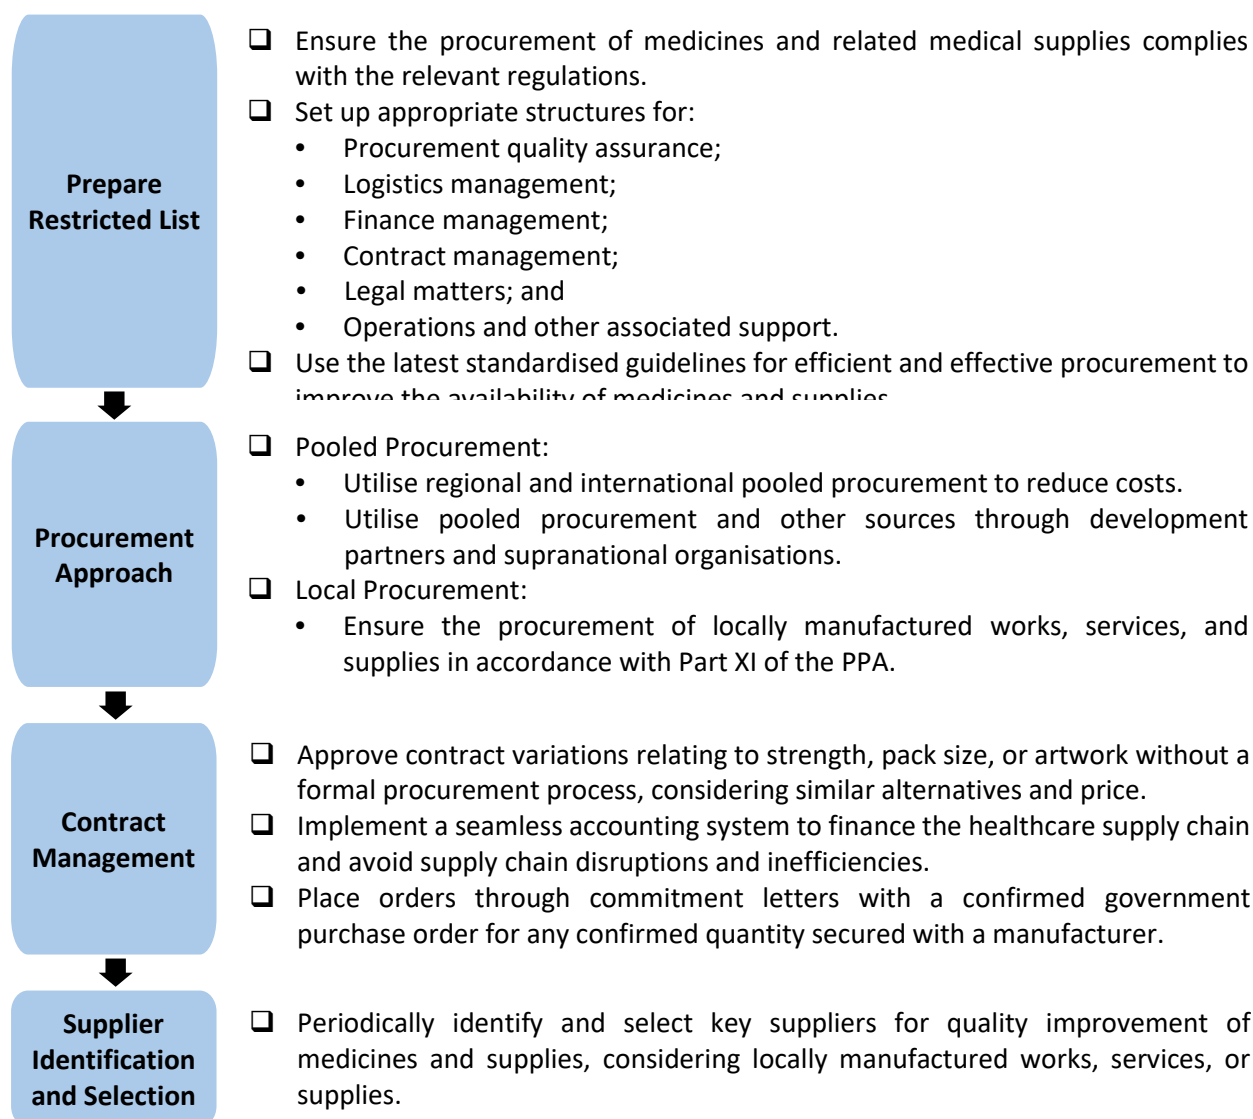 Prepare
Restricted List
❑ Ensure the procurement of medicines and related medical supplies complies
with the relevant regulations.
❑ Set up appropriate structures for:
• Procurement quality assurance;
• Logistics management;
• Finance management;
• Contract management;
• Legal matters; and
• Operations and other associated support.
❑ Use the latest standardised guidelines for efficient and effective procurement to
improve the availability of medicines and supplies
Procurement
Approach
❑ Pooled Procurement:
• Utilise regional and international pooled procurement to reduce costs.
• Utilise pooled procurement and other sources through development
partners and supranational organisations.
❑ Local Procurement:
• Ensure the procurement of locally manufactured works, services, and
supplies in accordance with Part XI of the PPA.
Contract
Management
❑ Approve contract variations relating to strength, pack size, or artwork without a
formal procurement process, considering similar alternatives and price.
❑ Implement a seamless accounting system to finance the healthcare supply chain
and avoid supply chain disruptions and inefficiencies.
❑ Place orders through commitment letters with a confirmed government
purchase order for any confirmed quantity secured with a manufacturer.
Supplier
Identification
and Selection
❑ Periodically identify and select key suppliers for quality improvement of
medicines and supplies, considering locally manufactured works, services, or
supplies.